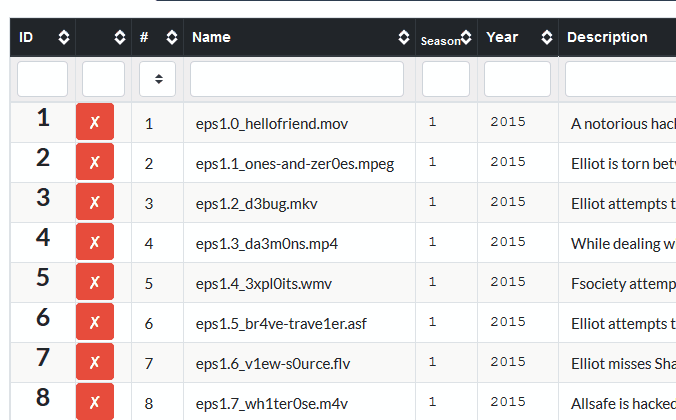 ID # Name Season Year Description
1 ✗ 1 eps1.0_hellofriend.mov 1 2015 A notorious hack
2 ✗ 2 eps1.1_ones-and-zer0es.mpeg 1 2015 Elliot is torn betw
3 ✗ 3 eps1.2_d3bug.mkv 1 2015 Elliot attempts t
4 ✗ 4 eps1.3_da3m0ns.mp4 1 2015 While dealing w
5 ✗ 5 eps1.4_3xpl0its.wmv 1 2015 Fsociety attemp
6 ✗ 6 eps1.5_br4ve-trave1er.asf 1 2015 Elliot attempts t
7 ✗ 7 eps1.6_v1ew-s0urce.flv 1 2015 Elliot misses Sha
8 ✗ 8 eps1.7_wh1ter0se.m4v 1 2015 Allsafe is hacked